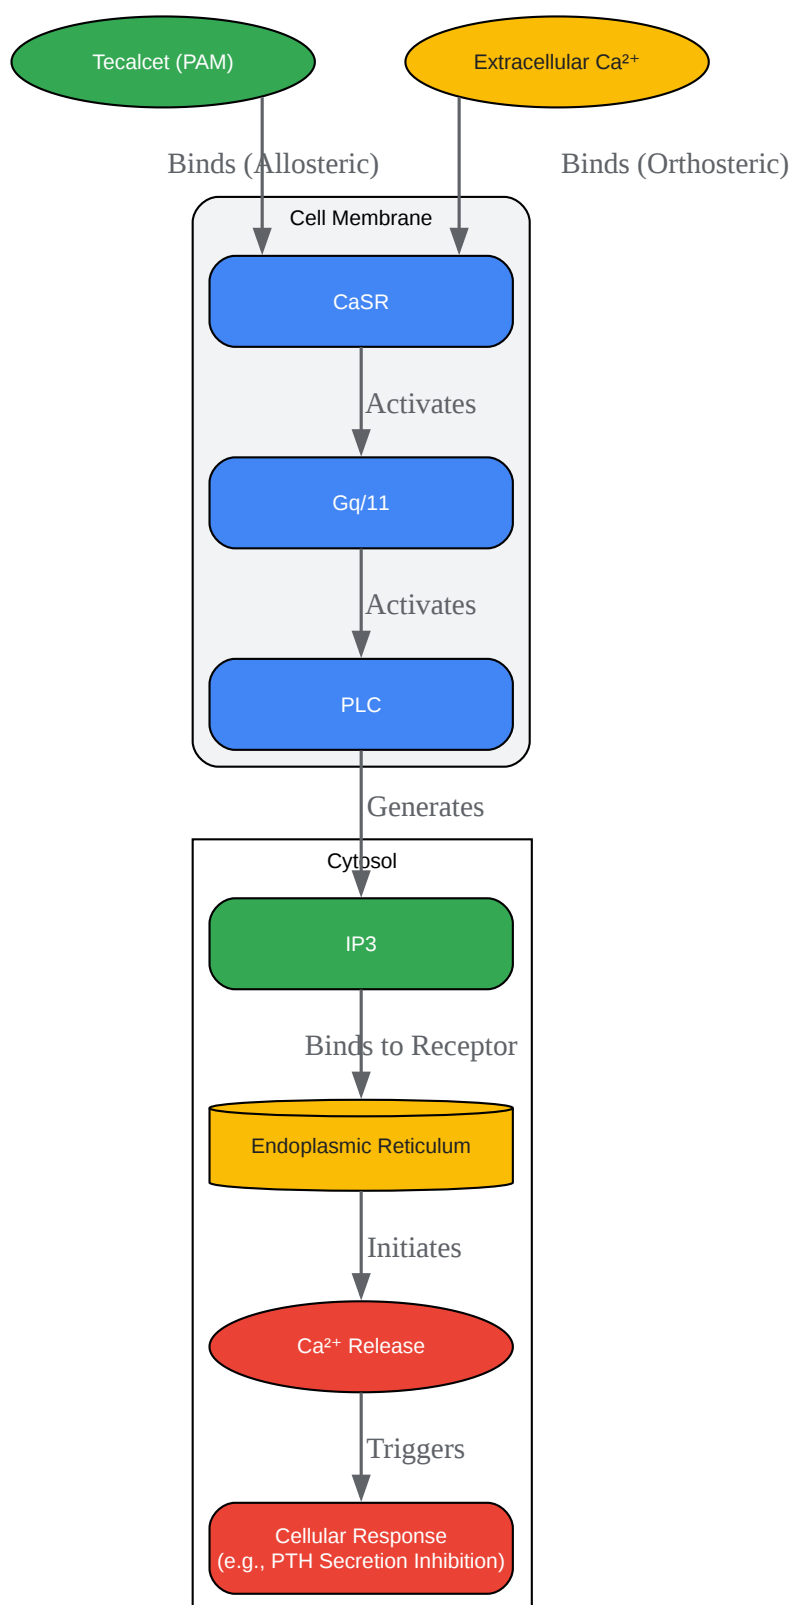 Tecalcet (PAM)
Extracellular Ca²⁺
Binds (Allosteric)
Binds (Orthosteric)
Cell Membrane
CaSR
Activates
Gq/11
Activates
PLC
Generates
Cytosol
IP3
Binds to Receptor
Endoplasmic Reticulum
Initiates
Ca²⁺ Release
Triggers
Cellular Response
(e.g., PTH Secretion Inhibition)